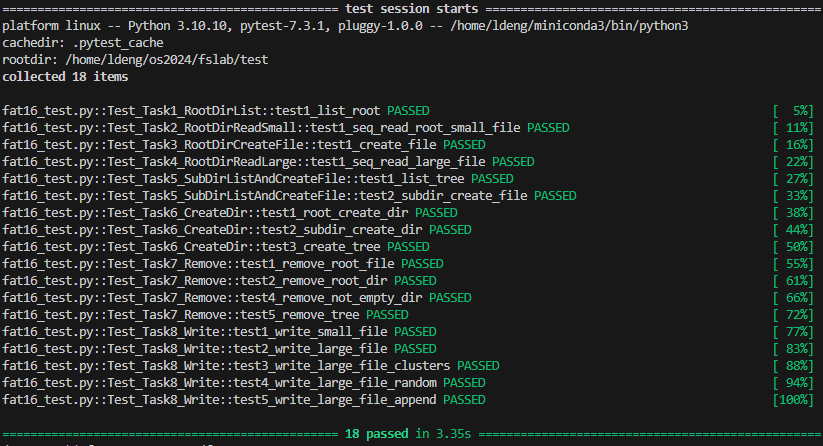 ============================================== test session starts ==============================================
platform linux -- Python 3.10.10, pytest-7.3.1, pluggy-1.0.0 -- /home/ldeng/miniconda3/bin/python3
cachedir: .pytest_cache
rootdir: /home/ldeng/os2024/fslab/test
collected 18 items
fat16_test.py::Test_Task1_RootDirList::test1_list_root PASSED [  5%]
fat16_test.py::Test_Task2_RootDirReadSmall::test1_seq_read_root_small_file PASSED [ 11%]
fat16_test.py::Test_Task3_RootDirCreateFile::test1_create_file PASSED [ 16%]
fat16_test.py::Test_Task4_RootDirReadLarge::test1_seq_read_large_file PASSED [ 22%]
fat16_test.py::Test_Task5_SubDirListAndCreateFile::test1_list_tree PASSED [ 27%]
fat16_test.py::Test_Task5_SubDirListAndCreateFile::test2_subdir_create_file PASSED [ 33%]
fat16_test.py::Test_Task6_CreateDir::test1_root_create_dir PASSED [ 38%]
fat16_test.py::Test_Task6_CreateDir::test2_subdir_create_dir PASSED [ 44%]
fat16_test.py::Test_Task6_CreateDir::test3_create_tree PASSED [ 50%]
fat16_test.py::Test_Task7_Remove::test1_remove_root_file PASSED [ 55%]
fat16_test.py::Test_Task7_Remove::test2_remove_root_dir PASSED [ 61%]
fat16_test.py::Test_Task7_Remove::test4_remove_not_empty_dir PASSED [ 66%]
fat16_test.py::Test_Task7_Remove::test5_remove_tree PASSED [ 72%]
fat16_test.py::Test_Task8_Write::test1_write_small_file PASSED [ 77%]
fat16_test.py::Test_Task8_Write::test2_write_large_file PASSED [ 83%]
fat16_test.py::Test_Task8_Write::test3_write_large_file_clusters PASSED [ 88%]
fat16_test.py::Test_Task8_Write::test4_write_large_file_random PASSED [ 94%]
fat16_test.py::Test_Task8_Write::test5_write_large_file_append PASSED [100%]
============================================== 18 passed in 3.35s ===============================================